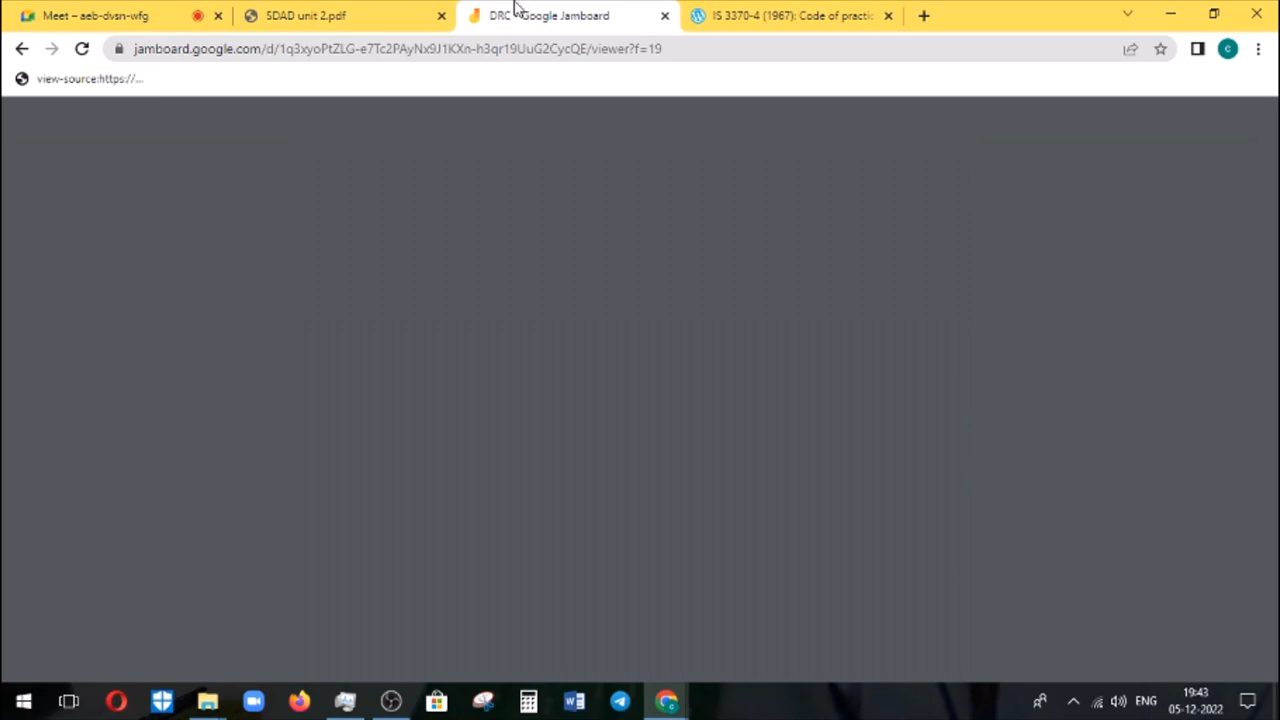 Meet – aeb-dvsn-wfg
SDAD unit 2.pdf
DRC - Google Jamboard
IS 3370-4 (1967): Code of practic
jamboard.google.com/d/1q3xyoPtZLG-e7Tc2PAyNx9J1KXn-h3qr19UuG2CycQE/viewer?f=19
c
view-source:https://...
ENG
19:43
05-12-2022